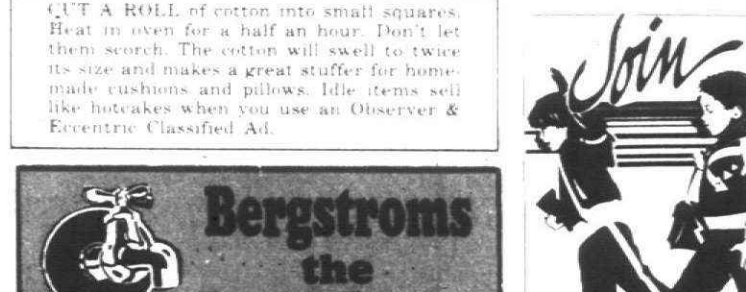 CUT A ROLL of cotton into small squares.
Heat in oven for a half an hour. Don't let
them scorch. The cotton will swell to twice
its size and makes a great stuffer for home-
made cushions and pillows. Idle items sell
like hotcakes when you use an Observer &
Eccentric Classified Ad.
Bergstroms
the
Join